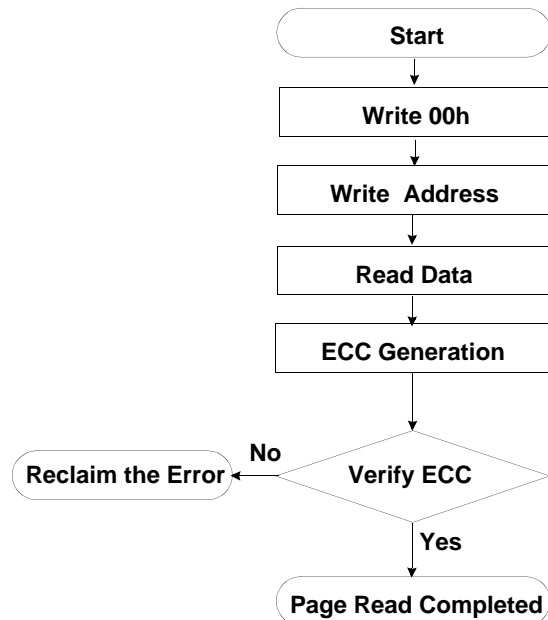 Start
Write 00h
Write Address
Read Data
ECC Generation
No
Reclaim the Error
Verify ECC
Yes
Page Read Completed